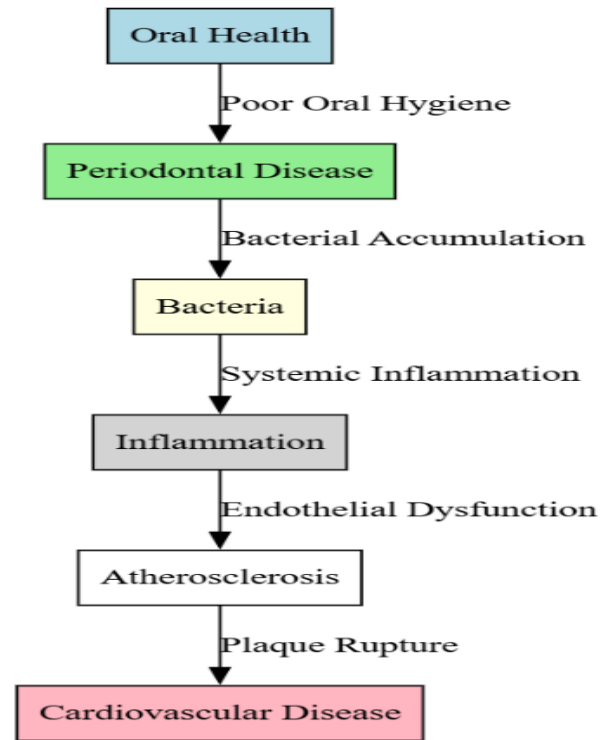 Oral Health
Poor Oral Hygiene
Periodontal Disease
Bacterial Accumulation
Bacteria
Systemic Inflammation
Inflammation
Endothelial Dysfunction
Atherosclerosis
Plaque Rupture
Cardiovascular Disease